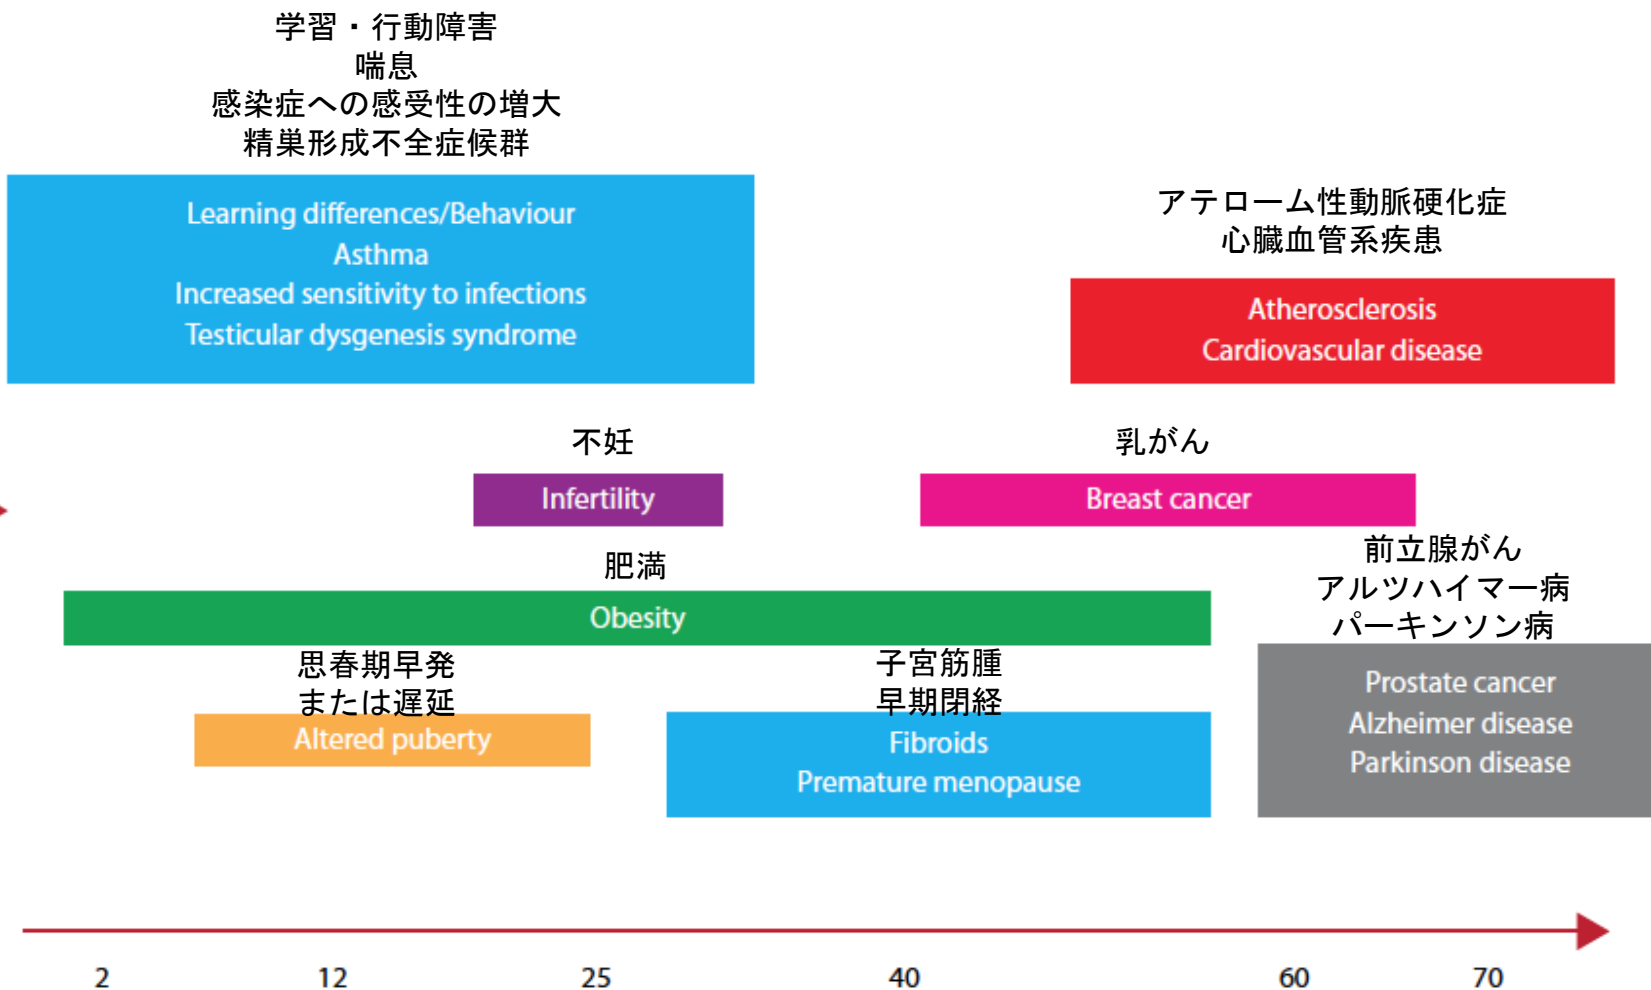 学習・行動障害
喘息
感染症への感受性の増大
精巣形成不全症候群
Learning differences/Behaviour
Asthma
Increased sensitivity to infections
Testicular dysgenesis syndrome
アテローム性動脈硬化症
心臓血管系疾患
Atherosclerosis
Cardiovascular disease
不妊
Infertility
乳がん
Breast cancer
肥満
Obesity
前立腺がん
アルツハイマー病
パーキンソン病
Prostate cancer
Alzheimer disease
Parkinson disease
思春期早発
または遅延
Altered puberty
子宮筋腫
早期閉経
Fibroids
Premature menopause
2 12 25 40 60 70